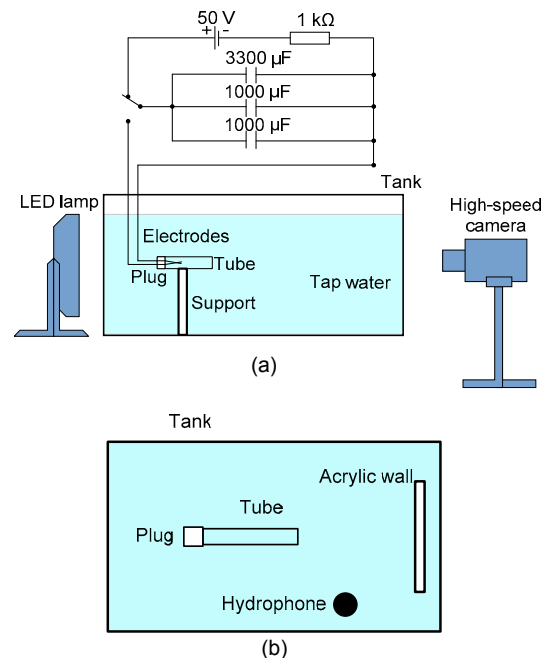 50 V
+ -
1 kΩ
3300 µF
1000 µF
1000 µF
Tank
LED lamp
High-speed
camera
Electrodes
Plug
Tube
Tap water
Support
(a)
Tank
Acrylic wall
Tube
Plug
Hydrophone
(b)